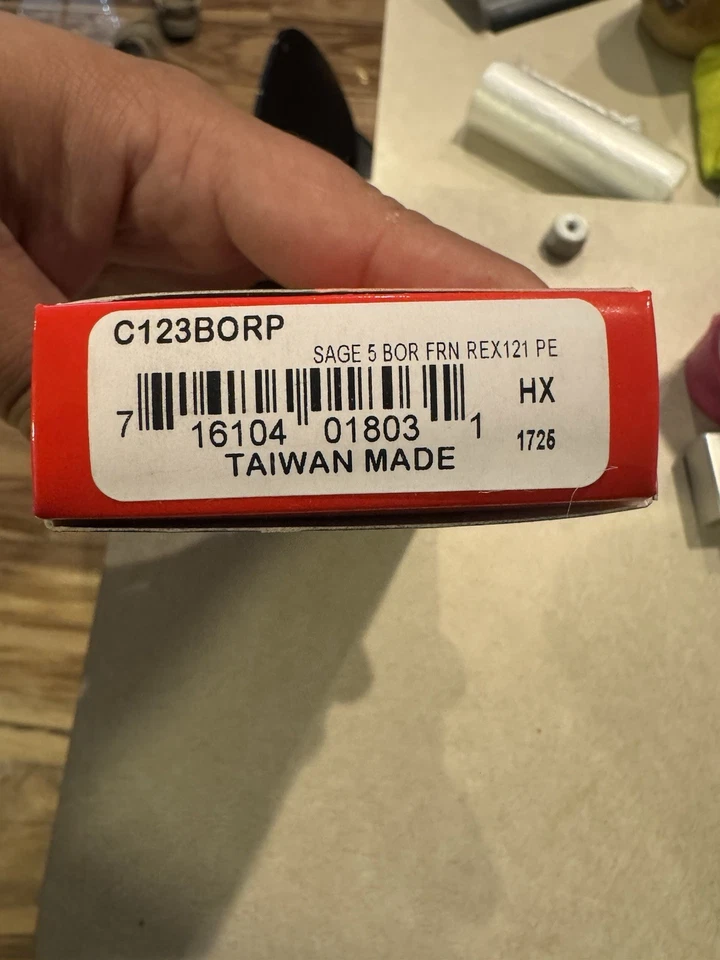 C123BORP
SAGE 5 BOR FRN REX121 PE
HX
7 16104 01803 1
1725
TAIWAN MADE